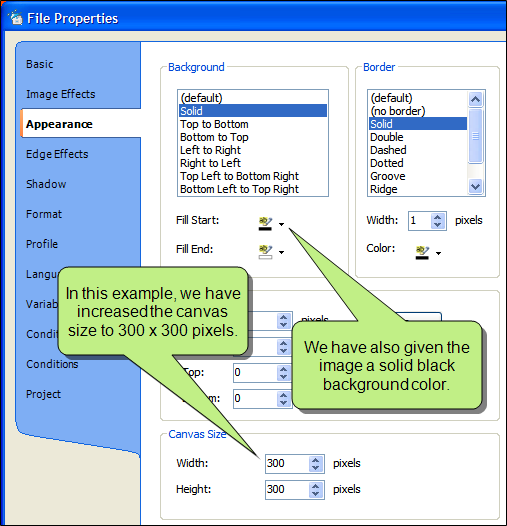 File Properties
Basic
Image Effects
Appearance
Edge Effects
Shadow
Format
Profile
Variab
Condit
Conditions
Project
Background
(default)
Solid
Top to Bottom
Bottom to Top
Left to Right
Right to Left
Top Left to Bottom Right
Bottom Left to Top Right
Fill Start:
Fill End:
Border
(default)
(no border)
Solid
Double
Dashed
Dotted
Groove
Ridge
Width: 1 pixels
Color:
In this example, we have
increased the canvas
size to 300 x 300 pixels.
We have also given the
image a solid black
background color.
pixels
Top: 0
om: 0
Canvas Size
Width: 300 pixels
Height: 300 pixels